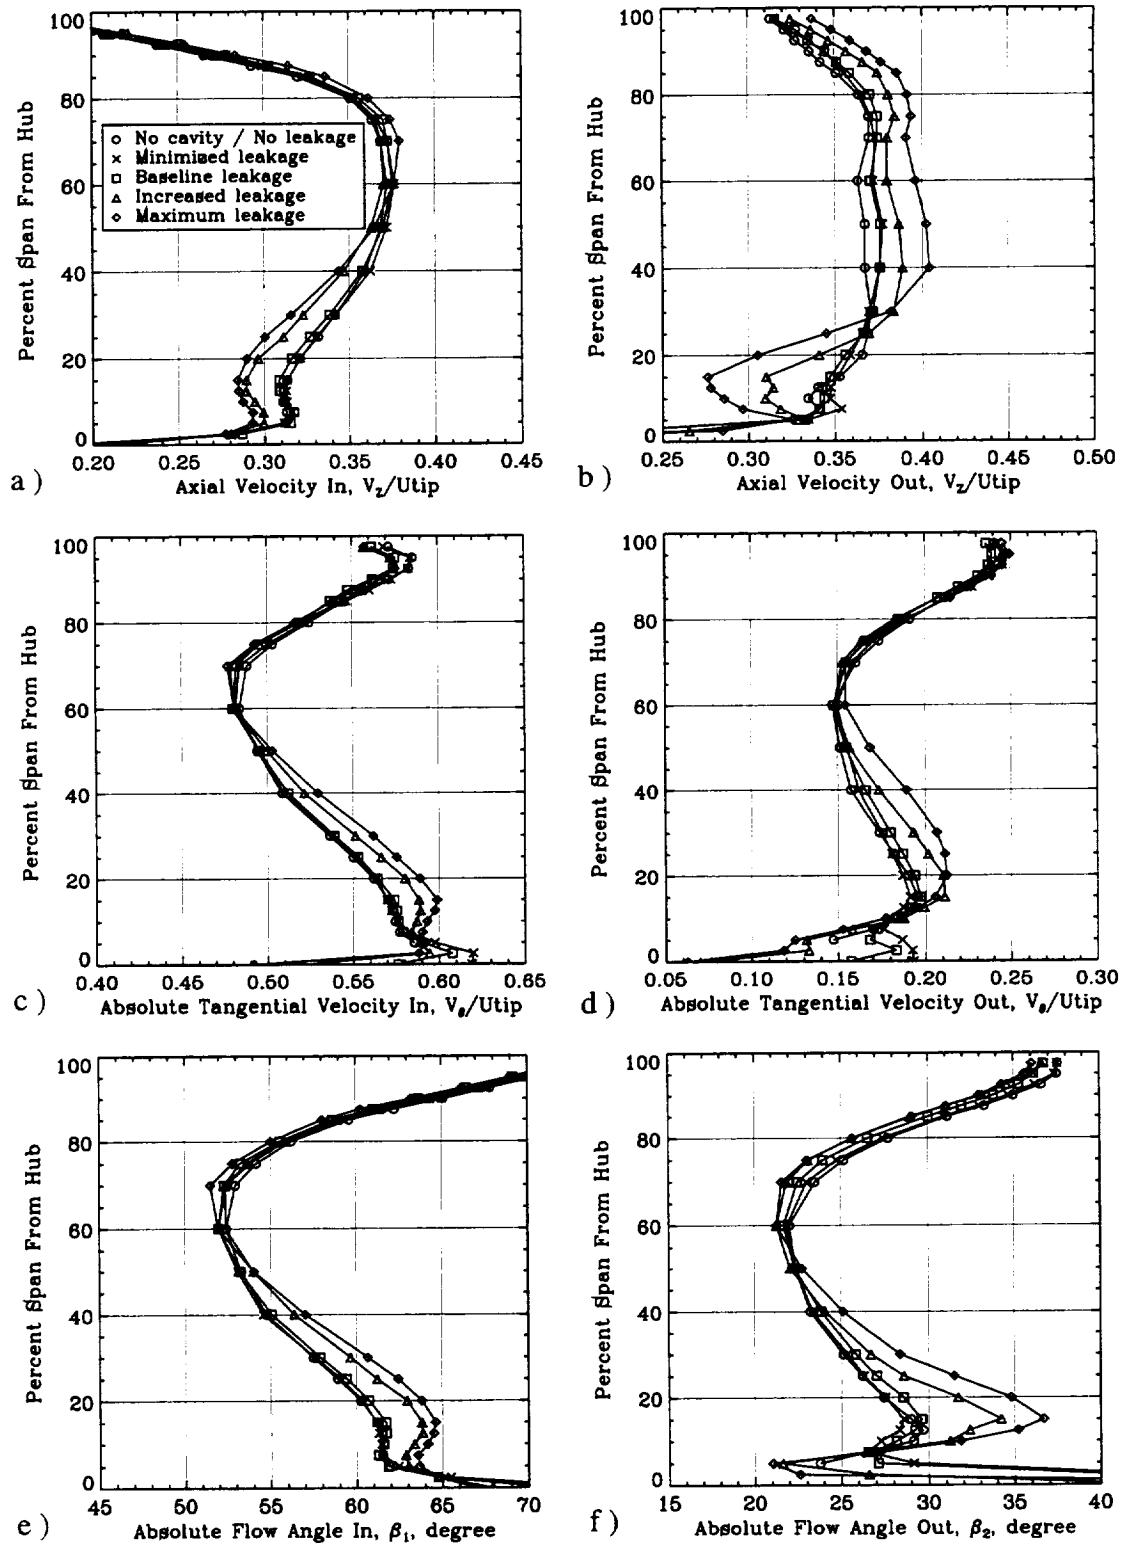 100
80
60
40
20
0
Percent Span From Hub
No cavity / No leakage
Minimized leakage
Baseline leakage
Increased leakage
Maximum leakage
0.20 0.25 0.30 0.35 0.40 0.45
a) Axial Velocity In, Vz/Utip
100
80
60
40
20
0
Percent Span From Hub
0.25 0.30 0.35 0.40 0.45 0.50
b) Axial Velocity Out, Vz/Utip
100
80
60
40
20
0
Percent Span From Hub
0.40 0.45 0.50 0.55 0.60 0.65
c) Absolute Tangential Velocity In, Vθ/Utip
100
80
60
40
20
0
Percent Span From Hub
0.05 0.10 0.15 0.20 0.25 0.30
d) Absolute Tangential Velocity Out, Vθ/Utip
100
80
60
40
20
0
Percent Span From Hub
45 50 55 60 65 70
e) Absolute Flow Angle In, β1, degree
100
80
60
40
20
0
Percent Span From Hub
15 20 25 30 35 40
f) Absolute Flow Angle Out, β2, degree